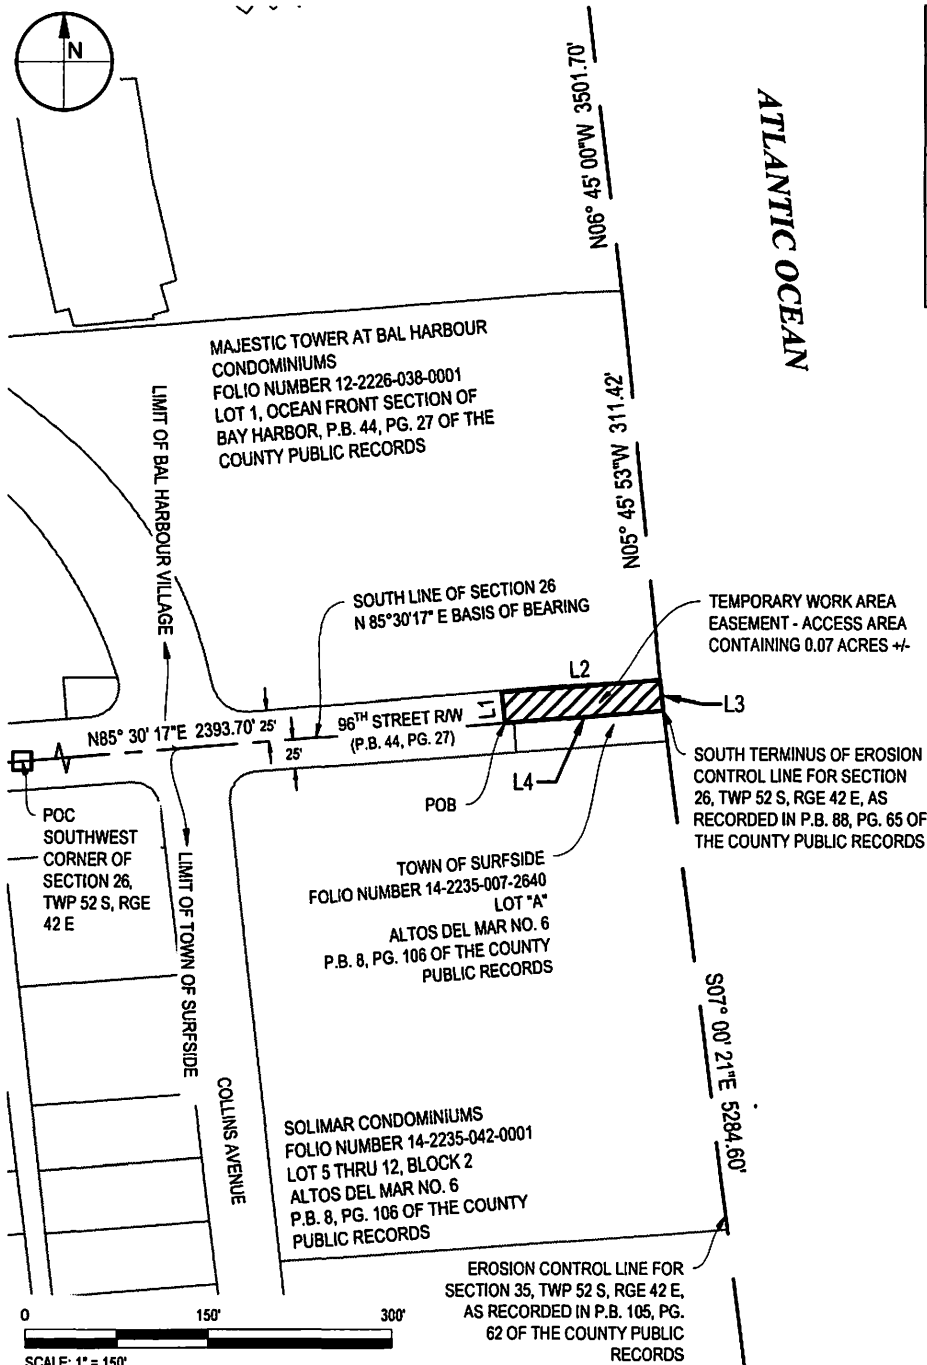 N
N06° 45' 00"W 3501.70'
ATLANTIC OCEAN
MAJESTIC TOWER AT BAL HARBOUR
CONDOMINIUMS
FOLIO NUMBER 12-2226-038-0001
LOT 1, OCEAN FRONT SECTION OF
BAY HARBOR, P.B. 44, PG. 27 OF THE
COUNTY PUBLIC RECORDS
LIMIT OF BAL HARBOUR VILLAGE
N05° 45' 53"W 311.42'
SOUTH LINE OF SECTION 26
N 85°30'17" E BASIS OF BEARING
TEMPORARY WORK AREA
EASEMENT - ACCESS AREA
CONTAINING 0.07 ACRES +/-
L2
L1
L3
N85° 30' 17"E 2393.70'
25'
25'
96TH STREET R/W
(P.B. 44, PG. 27)
L4
POB
SOUTH TERMINUS OF EROSION
CONTROL LINE FOR SECTION
26, TWP 52 S, RGE 42 E, AS
RECORDED IN P.B. 88, PG. 65 OF
THE COUNTY PUBLIC RECORDS
POC
SOUTHWEST
CORNER OF
SECTION 26,
TWP 52 S, RGE
42 E
LIMIT OF TOWN OF SURFSIDE
TOWN OF SURFSIDE
FOLIO NUMBER 14-2235-007-2640
LOT "A"
ALTOS DEL MAR NO. 6
P.B. 8, PG. 106 OF THE COUNTY
PUBLIC RECORDS
S07° 00' 21"E 5284.60'
COLLINS AVENUE
SOLIMAR CONDOMINIUMS
FOLIO NUMBER 14-2235-042-0001
LOT 5 THRU 12, BLOCK 2
ALTOS DEL MAR NO. 6
P.B. 8, PG. 106 OF THE COUNTY
PUBLIC RECORDS
EROSION CONTROL LINE FOR
SECTION 35, TWP 52 S, RGE 42 E,
AS RECORDED IN P.B. 105, PG.
62 OF THE COUNTY PUBLIC
RECORDS
0 150' 300'
SCALE: 1" = 150'